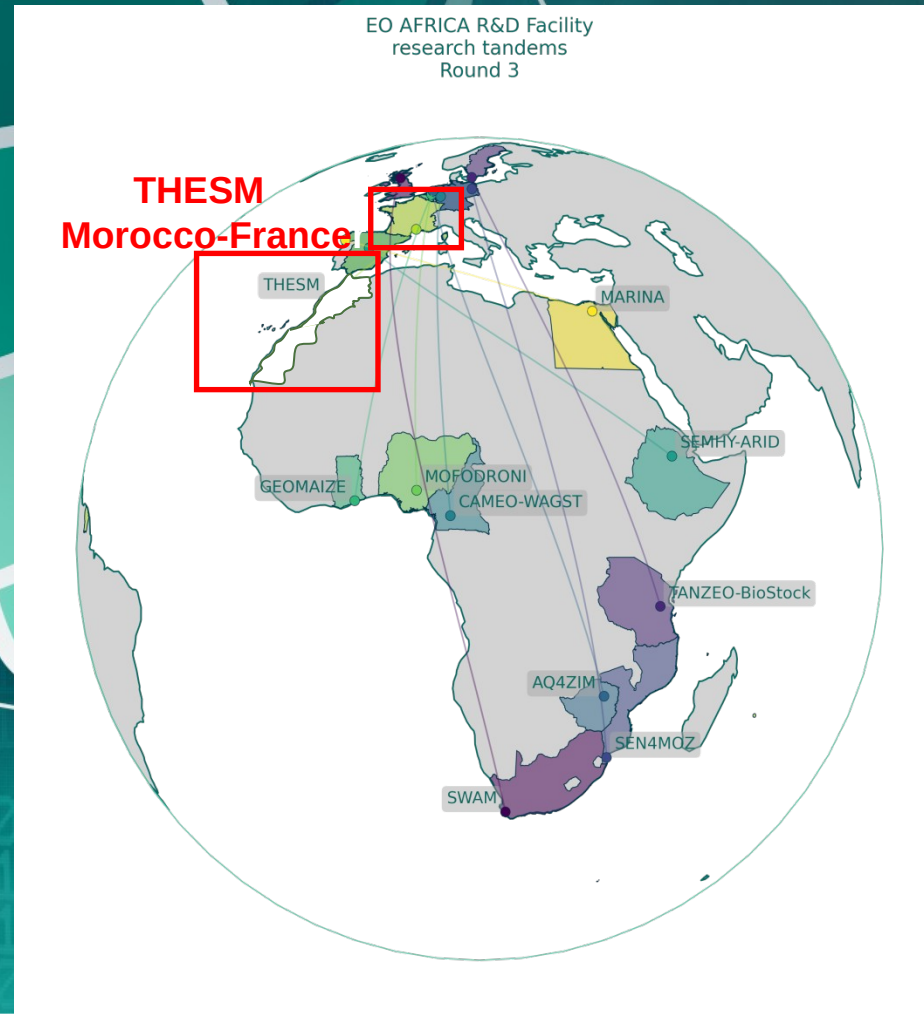 EO AFRICA R&D Facility
research tandems
Round 3
THESM
Morocco-France
THESM
MARINA
SEMHY-ARID
MOFODRONI
GEOMAIZE
CAMEO-WAGST
TANZEO-BioStock
AQ4ZIM
SEN4MOZ
SWAM